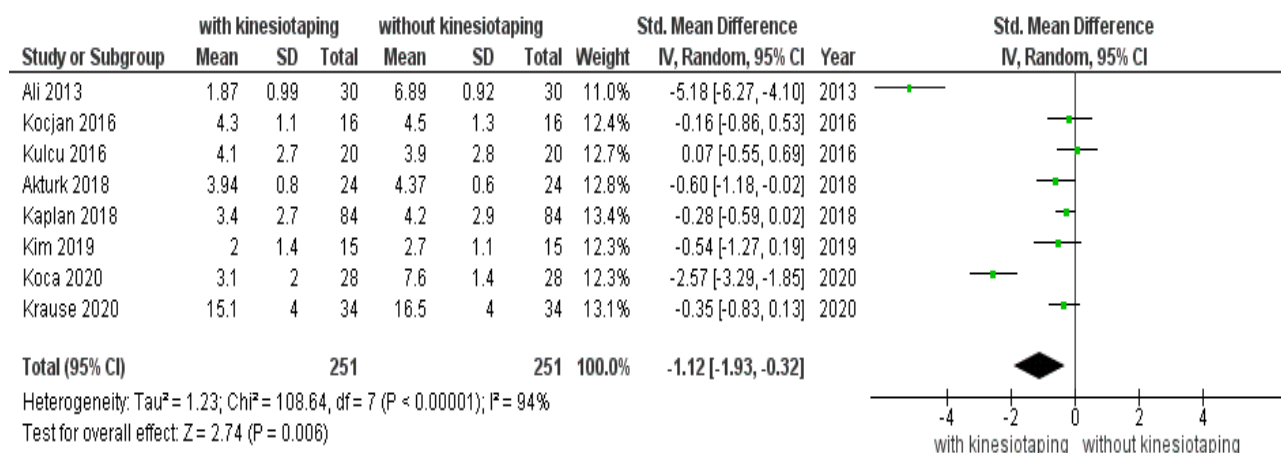 with kinesiotaping without kinesiotaping Std. Mean Difference Std. Mean Difference
Study or Subgroup Mean SD Total Mean SD Total Weight IV, Random, 95% CI Year IV, Random, 95% CI
Ali 2013 1.87 0.99 30 6.89 0.92 30 11.0% -5.18 [-6.27, -4.10] 2013
Kocjan 2016 4.3 1.1 16 4.5 1.3 16 12.4% -0.16 [-0.86, 0.53] 2016
Kulcu 2016 4.1 2.7 20 3.9 2.8 20 12.7% 0.07 [-0.55, 0.69] 2016
Akturk 2018 3.94 0.8 24 4.37 0.6 24 12.8% -0.60 [-1.18, -0.02] 2018
Kaplan 2018 3.4 2.7 84 4.2 2.9 84 13.4% -0.28 [-0.59, 0.02] 2018
Kim 2019 2 1.4 15 2.7 1.1 15 12.3% -0.54 [-1.27, 0.19] 2019
Koca 2020 3.1 2 28 7.6 1.4 28 12.3% -2.57 [-3.29, -1.85] 2020
Krause 2020 15.1 4 34 16.5 4 34 13.1% -0.35 [-0.83, 0.13] 2020
Total (95% CI) 251 251 100.0% -1.12 [-1.93, -0.32]
Heterogeneity: Tau² = 1.23; Chi² = 108.64, df = 7 (P < 0.00001); I² = 94%
Test for overall effect: Z = 2.74 (P = 0.006)
-4 -2 0 2 4
with kinesiotaping without kinesiotaping